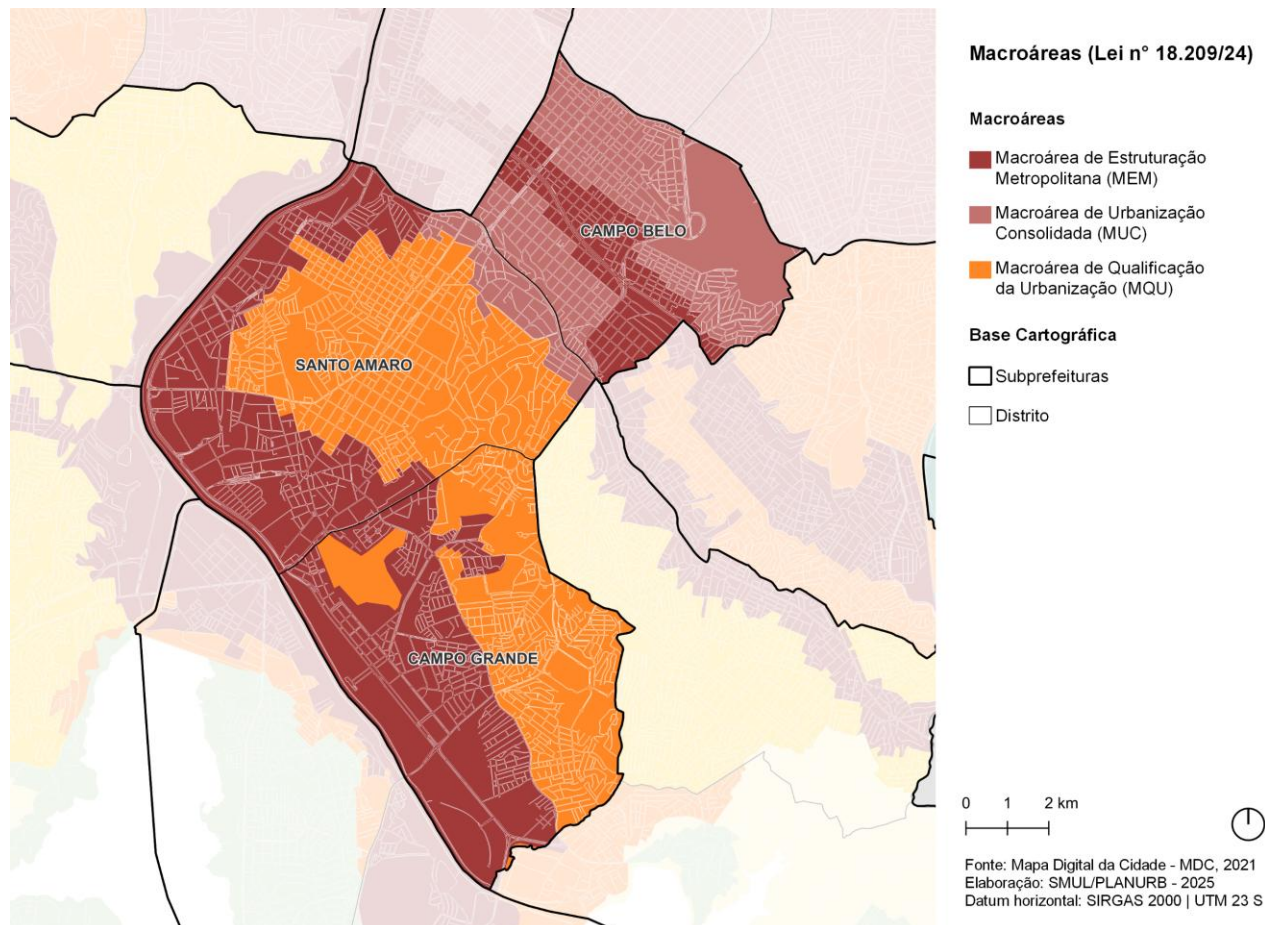 CAMPO BELO
SANTO AMARO
CAMPO GRANDE
Macroáreas (Lei n° 18.209/24)
Macroáreas
Macroárea de Estruturação
Metropolitana (MEM)
Macroárea de Urbanização
Consolidada (MUC)
Macroárea de Qualificação
da Urbanização (MQU)
Base Cartográfica
Subprefeituras
Distrito
0 1 2 km
Fonte: Mapa Digital da Cidade - MDC, 2021
Elaboração: SMUL/PLANURB - 2025
Datum horizontal: SIRGAS 2000 | UTM 23 S